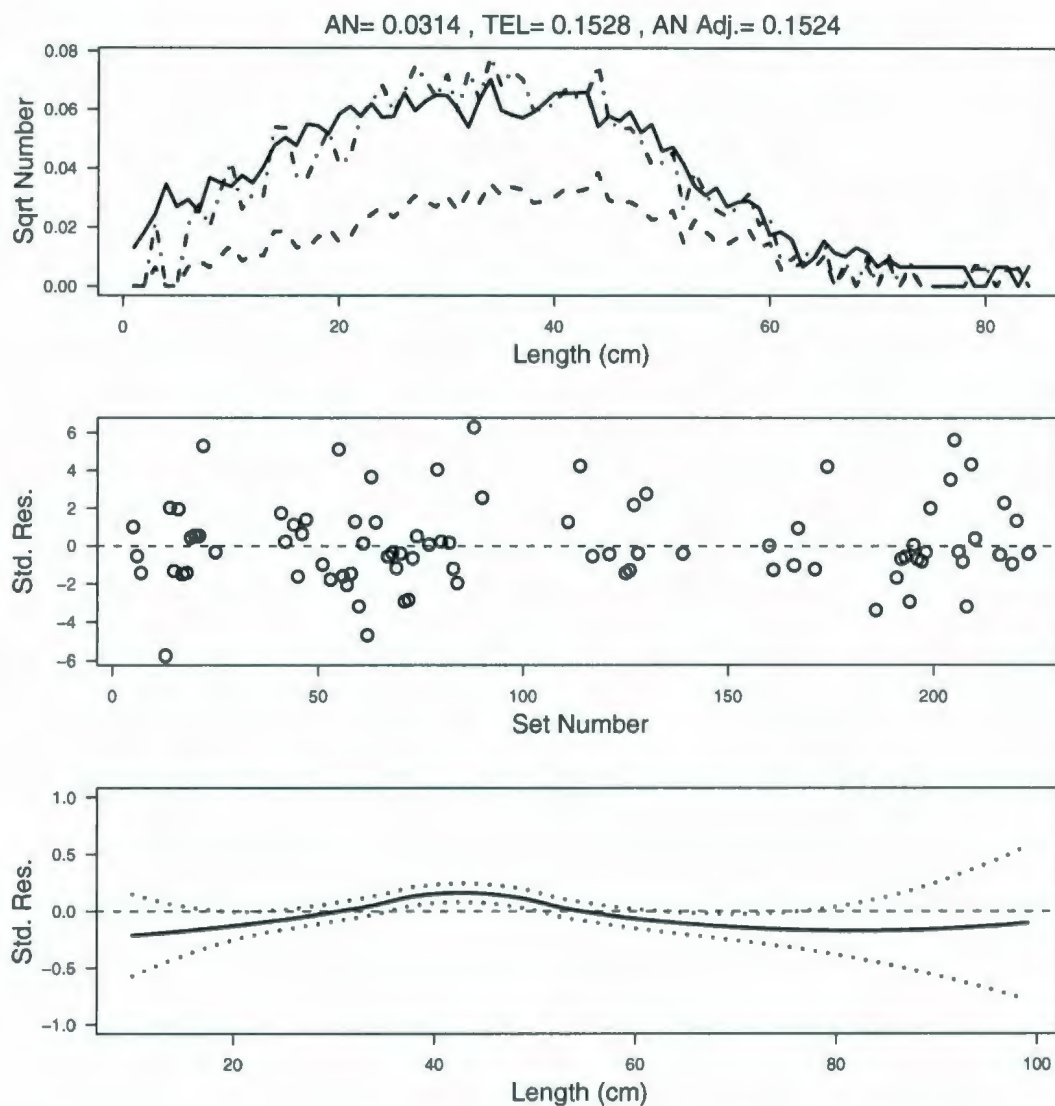 AN= 0.0314 , TEL= 0.1528 , AN Adj.= 0.1524
Sqrt Number
0.08
0.06
0.04
0.02
0.00
0 20 40 60 80
Length (cm)
Std. Res.
6
4
2
0
−2
−4
−6
0 50 100 150 200
Set Number
Std. Res.
1.0
0.5
0.0
−0.5
−1.0
20 40 60 80 100
Length (cm)